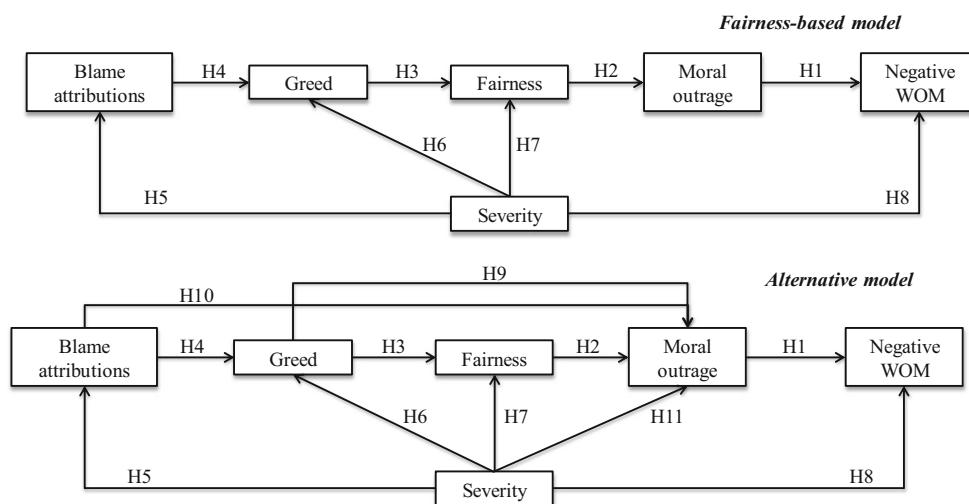 Fairness-based model
Blame
attributions
H4
Greed
H3
Fairness
H2
Moral
outrage
H1
Negative
WOM
H6
H7
H5
Severity
H8
Alternative model
H9
H10
Blame
attributions
H4
Greed
H3
Fairness
H2
Moral
outrage
H1
Negative
WOM
H6
H7
H11
H5
Severity
H8